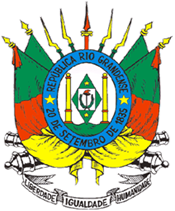 REPÚBLICA RIO GRANDENSE
20 DE SETEMBRO DE 1835
LIBERDADE IGUALDADE HUMANIDADE